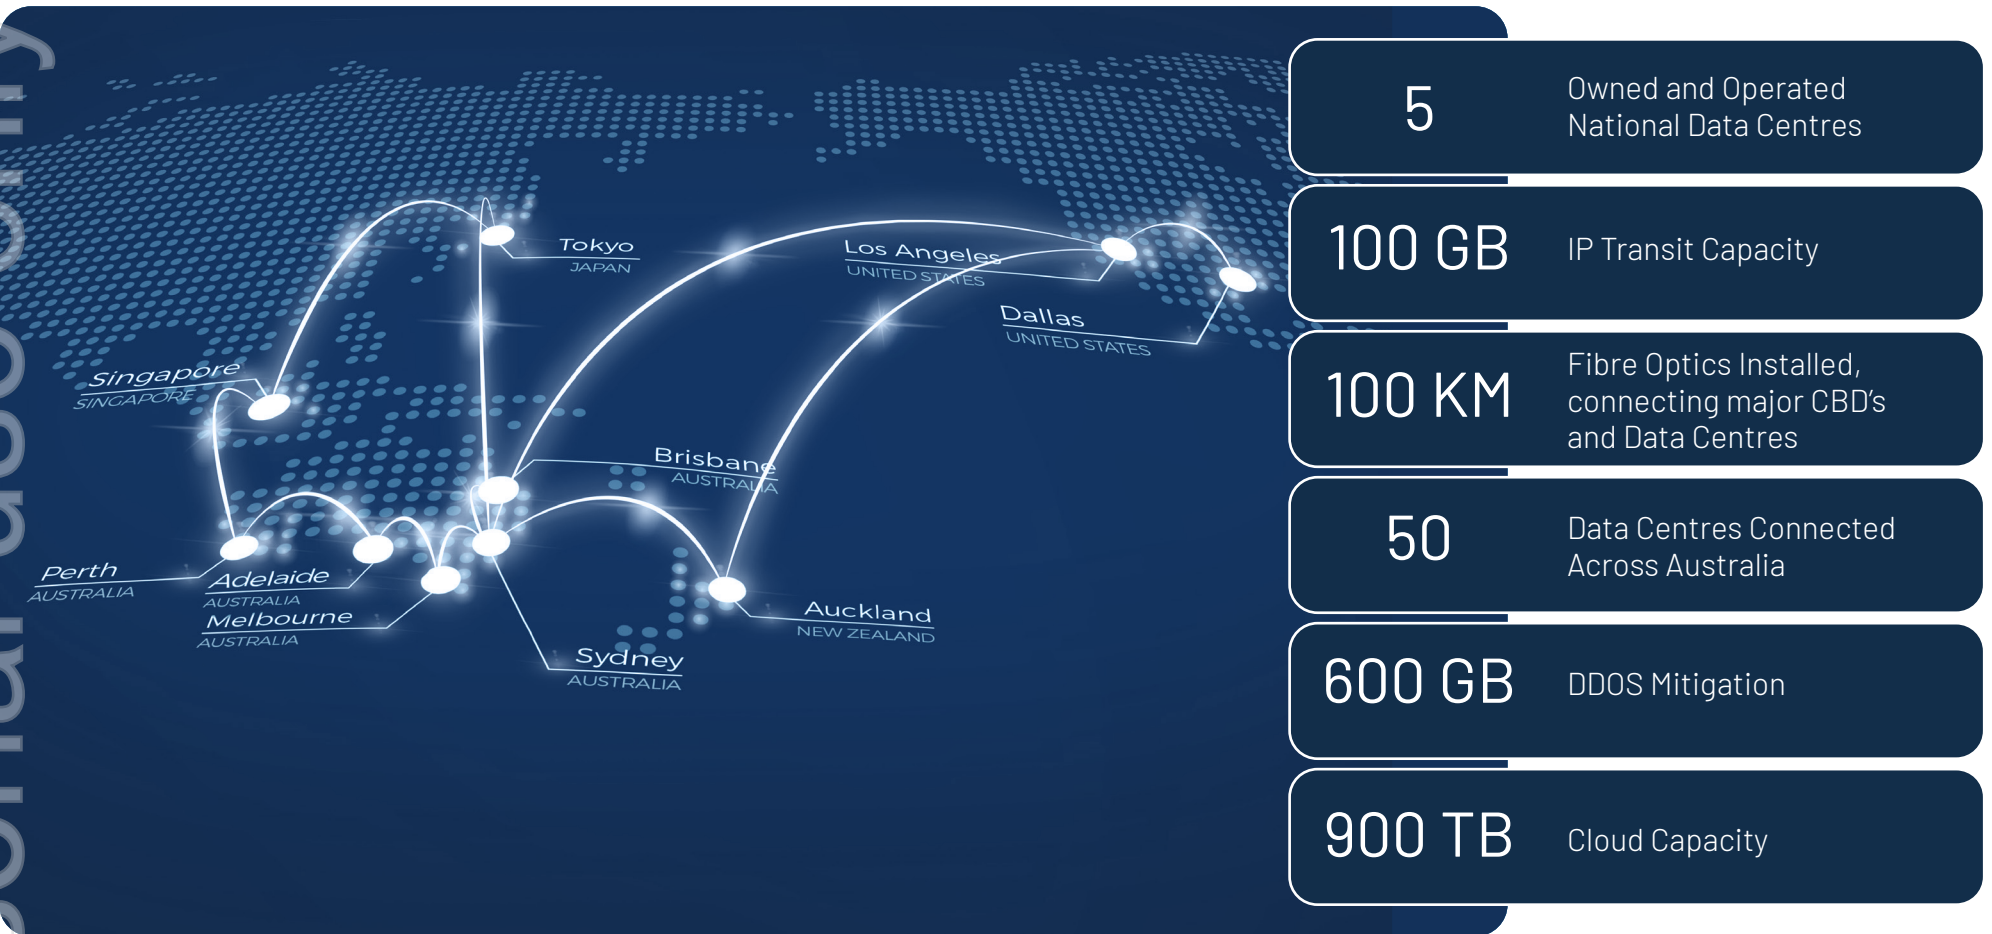 Tokyo
JAPAN
Los Angeles
UNITED STATES
Dallas
UNITED STATES
Singapore
SINGAPORE
Brisbane
AUSTRALIA
Perth
AUSTRALIA
Adelaide
AUSTRALIA
Melbourne
AUSTRALIA
Auckland
NEW ZEALAND
Sydney
AUSTRALIA
5
Owned and Operated
National Data Centres
100 GB
IP Transit Capacity
100 KM
Fibre Optics Installed,
connecting major CBD's
and Data Centres
50
Data Centres Connected
Across Australia
600 GB
DDOS Mitigation
900 TB
Cloud Capacity